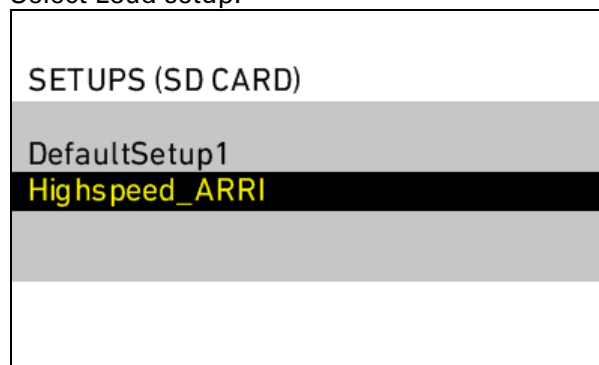 Select Load setup.
SETUPS (SD CARD)
DefaultSetup1
Highspeed_ARRI